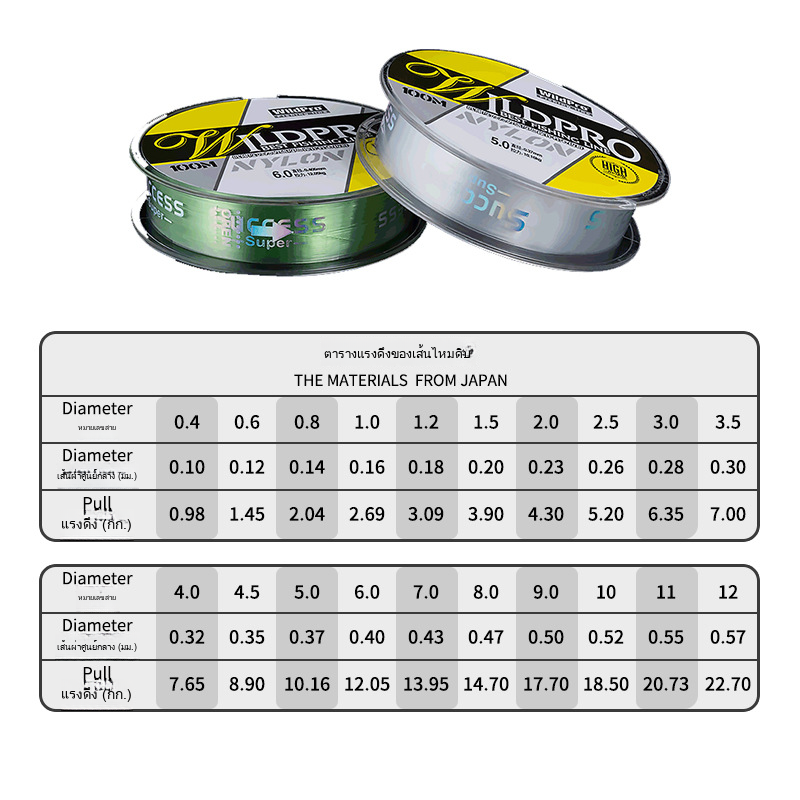 WildPro
WILDPRO
BEST FISHING LINE
100M
NYLON
6.0
SUCCESS
Super
WildPro
WILDPRO
BEST FISHING LINE
100M
NYLON
5.0
HIGH
Success
ตารางแรงดึงของเส้นไหมดิบ
THE MATERIALS FROM JAPAN
Diameter 0.4 0.6 0.8 1.0 1.2 1.5 2.0 2.5 3.0 3.5
หมายเลขสาย
Diameter 0.10 0.12 0.14 0.16 0.18 0.20 0.23 0.26 0.28 0.30
เส้นผ่าศูนย์กลาง (มม.)
Pull 0.98 1.45 2.04 2.69 3.09 3.90 4.30 5.20 6.35 7.00
แรงดึง (กก.)
Diameter 4.0 4.5 5.0 6.0 7.0 8.0 9.0 10 11 12
หมายเลขสาย
Diameter 0.32 0.35 0.37 0.40 0.43 0.47 0.50 0.52 0.55 0.57
เส้นผ่าศูนย์กลาง (มม.)
Pull 7.65 8.90 10.16 12.05 13.95 14.70 17.70 18.50 20.73 22.70
แรงดึง (กก.)